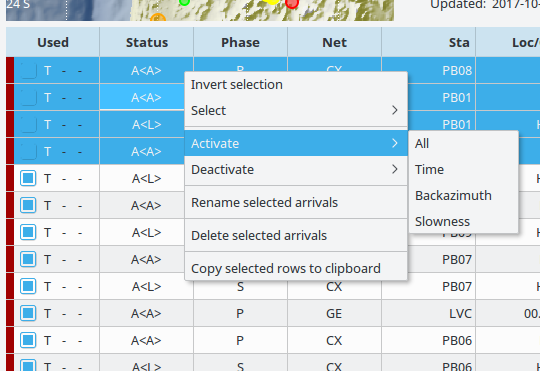 24 S
Updated: 2017-10-
Used Status Phase Net Sta Loc/
T - - A<A> P CX PB08
T - - A<A> PB01
T - - A<L> PB01
T - - A<A>
T - - A<L>
T - - A<A>
T - - A<L> PB09
T - - A<A> PB07
T - - A<L> S CX PB07
T - - A<A> P GE LVC 00.
T - - A<A> P CX PB06
T - - A<L> S CX PB06
Invert selection
Select
Activate
Deactivate
Rename selected arrivals
Delete selected arrivals
Copy selected rows to clipboard
All
Time
Backazimuth
Slowness